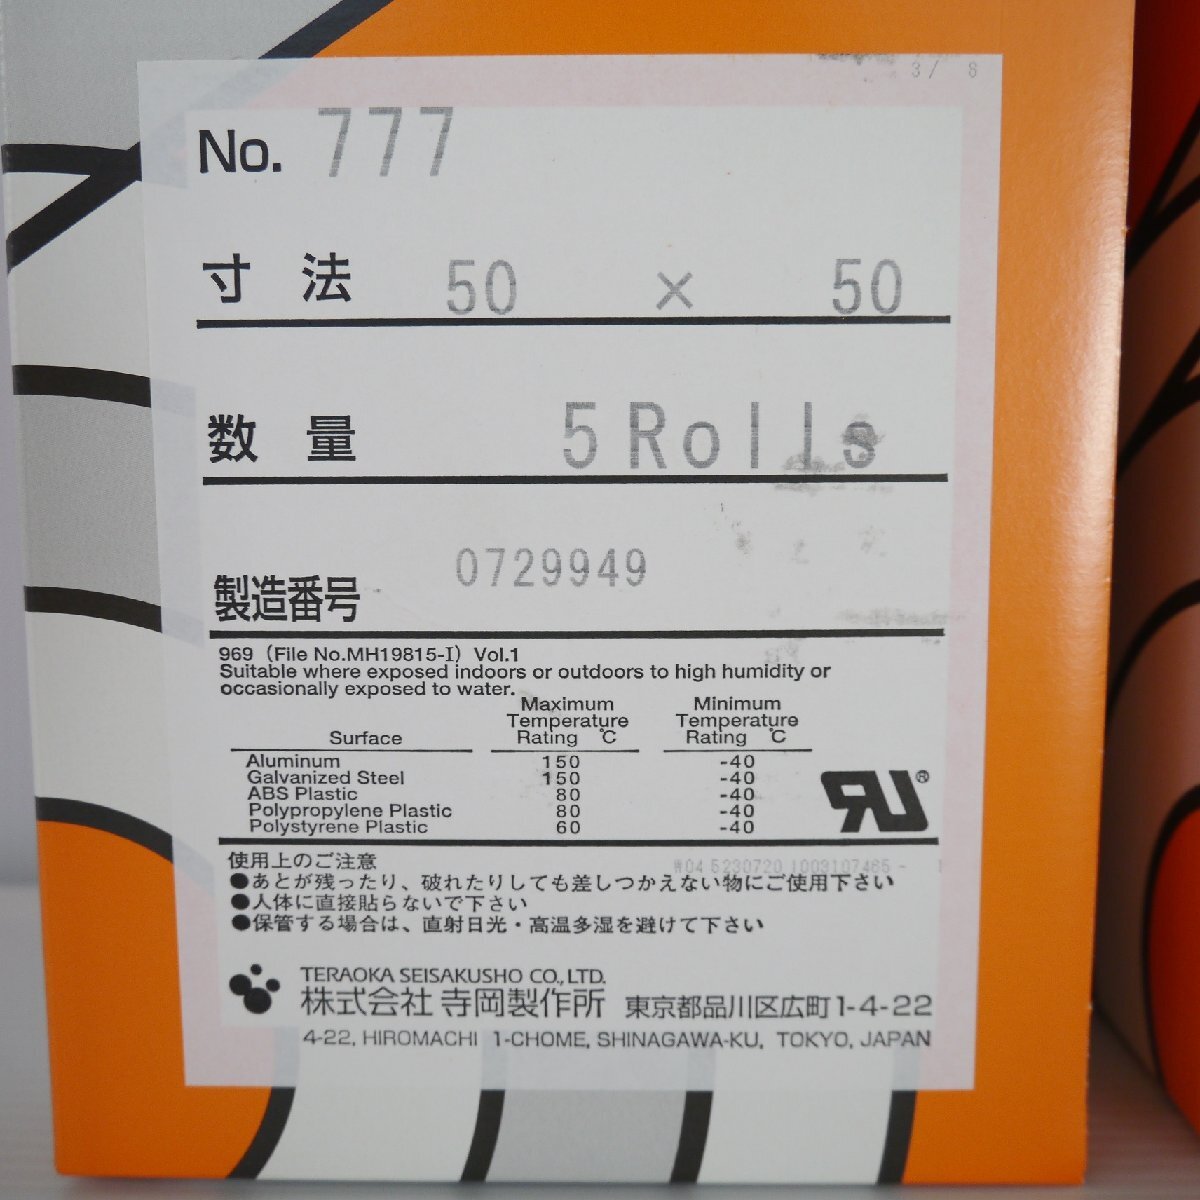 3/ 8
No. 777
寸法 50 × 50
数量 5Rolls
製造番号 0729949
969 (File No.MH19815-I) Vol.1
Suitable where exposed indoors or outdoors to high humidity or
occasionally exposed to water.
Surface Maximum Temperature Rating ℃ Minimum Temperature Rating ℃
Aluminum 150 -40
Galvanized Steel 150 -40
ABS Plastic 80 -40
Polypropylene Plastic 80 -40
Polystyrene Plastic 60 -40
®
使用上のご注意
●あとが残ったり、破れたりしても差しつかえない物にご使用下さい
●人体に直接貼らないで下さい
●保管する場合は、直射日光・高温多湿を避けて下さい
TERAOKA SEISAKUSHO CO., LTD.
株式会社 寺岡製作所 東京都品川区広町1-4-22
4-22, HIROMACHI 1-CHOME, SHINAGAWA-KU, TOKYO, JAPAN